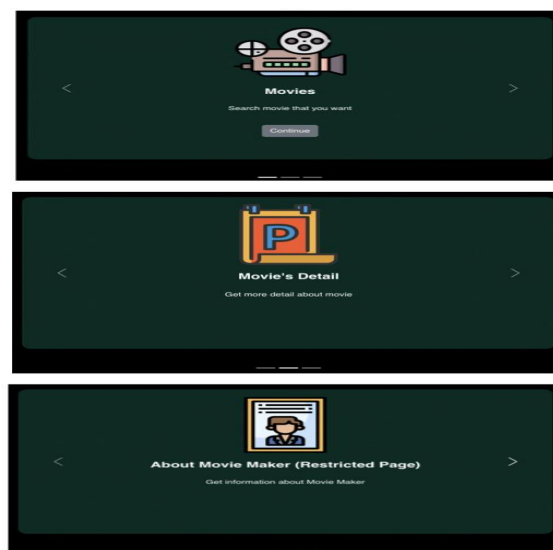 Movies
Search movie that you want
Continue
P
Movie's Detail
Get more detail about movie
About Movie Maker (Restricted Page)
Get information about Movie Maker